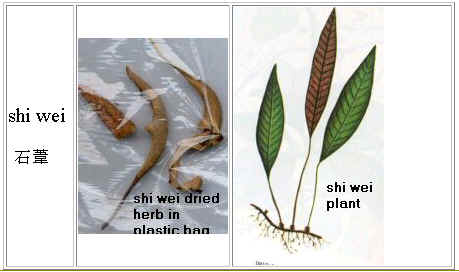 shi wei
石葦
shi wei dried
herb in
plastic bag
shi wei
plant